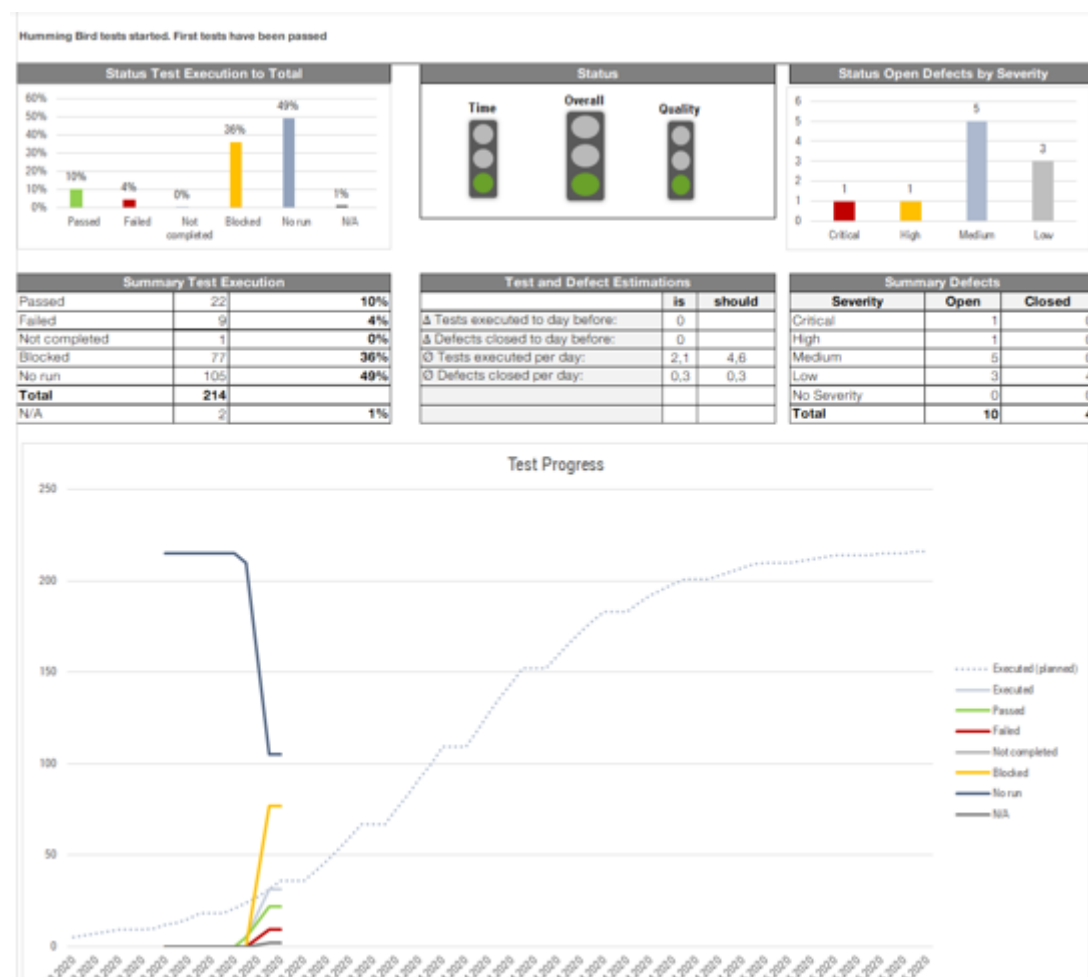 Humming Bird tests started. First tests have been passed
Status Test Execution to Total
60%
50%
40%
30%
20%
10%
0%
10%
4%
0%
36%
49%
1%
Passed
Failed
Not completed
Blocked
No run
N/A
Status
Time
Overall
Quality
Status Open Defects by Severity
6
5
4
3
2
1
0
1
1
5
3
Critical
High
Medium
Low
Summary Test Execution
Passed 22 10%
Failed 9 4%
Not completed 1 0%
Blocked 77 36%
No run 105 49%
Total 214
N/A 2 1%
Test and Defect Estimations
is should
Δ Tests executed to day before: 0
Δ Defects closed to day before: 0
Ø Tests executed per day: 2,1 4,6
Ø Defects closed per day: 0,3 0,3
Summary Defects
Severity Open Closed
Critical 1
High 1
Medium 5
Low 3
No Severity 0
Total 10
Test Progress
250
200
150
100
50
0
Executed (planned)
Executed
Passed
Failed
Not completed
Blocked
No run
N/A